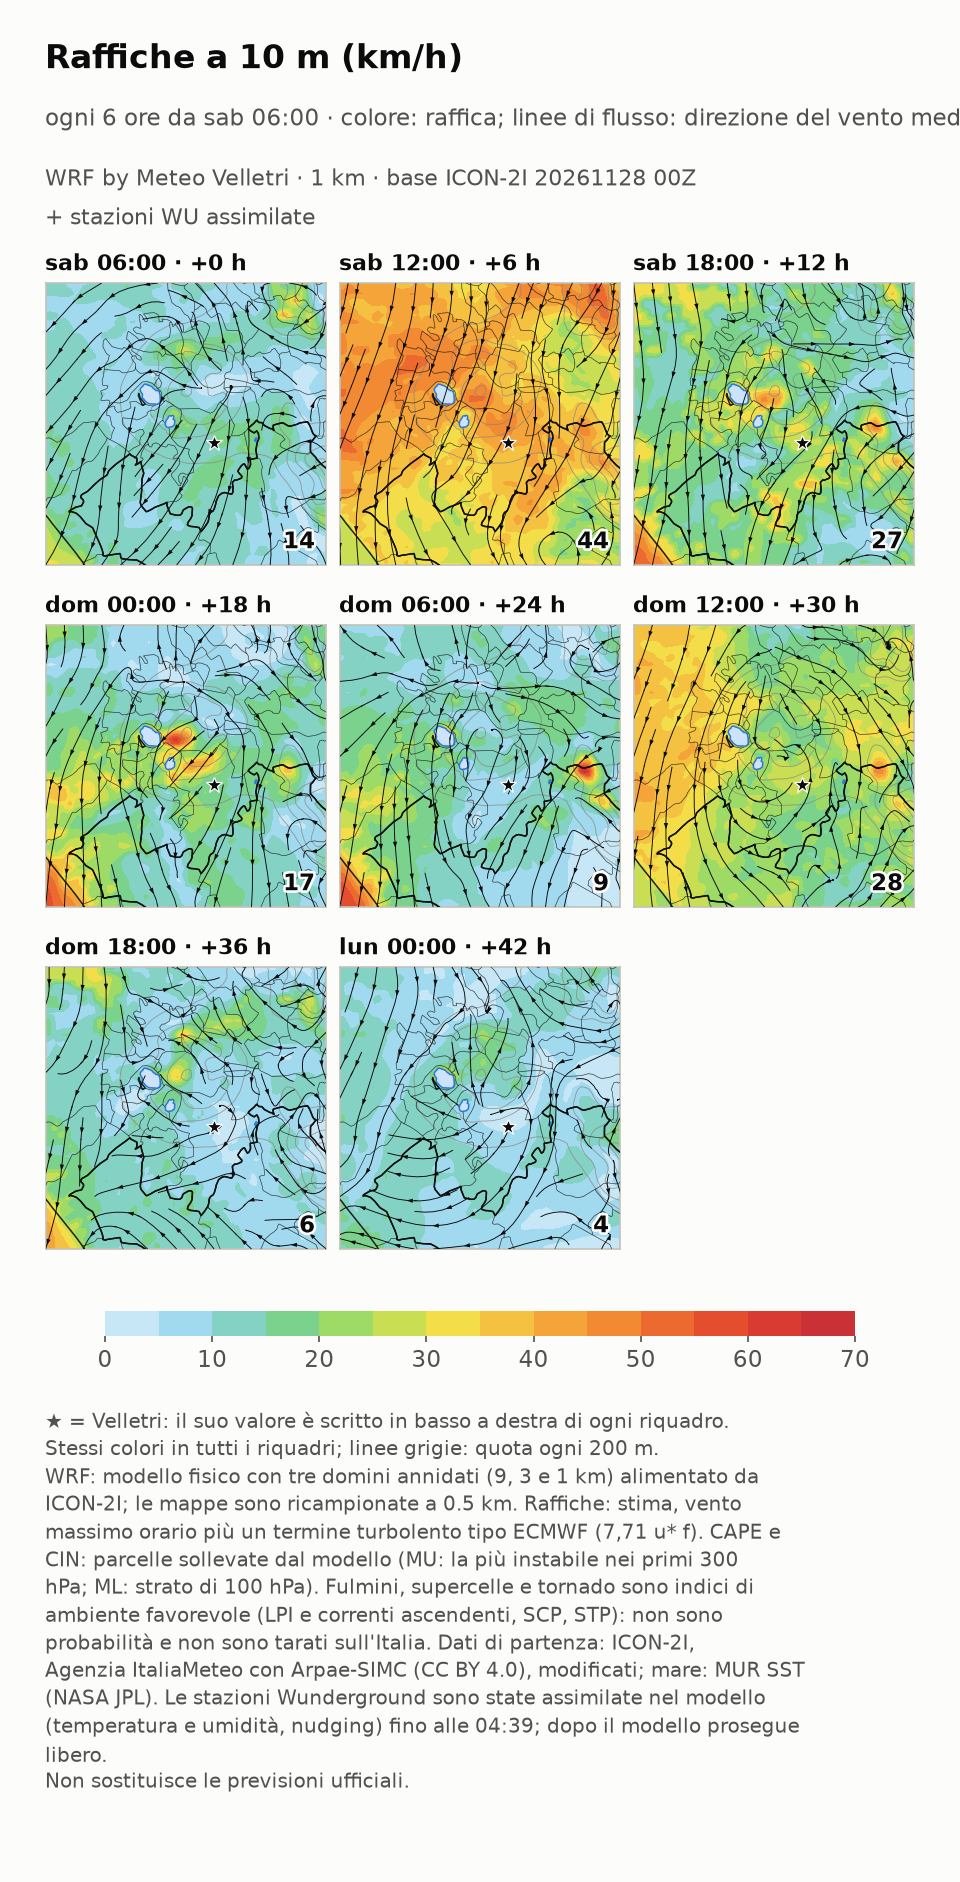 Raffiche a 10 m (km/h)
ogni 6 ore da sab 06:00 · colore: raffica; linee di flusso: direzione del vento med
WRF by Meteo Velletri · 1 km · base ICON-2I 20261128 00Z
+ stazioni WU assimilate
sab 06:00 · +0 h
sab 12:00 · +6 h
sab 18:00 · +12 h
14
44
27
dom 00:00 · +18 h
dom 06:00 · +24 h
dom 12:00 · +30 h
17
9
28
dom 18:00 · +36 h
lun 00:00 · +42 h
6
4
0 10 20 30 40 50 60 70
★ = Velletri: il suo valore è scritto in basso a destra di ogni riquadro.
Stessi colori in tutti i riquadri; linee grigie: quota ogni 200 m.
WRF: modello fisico con tre domini annidati (9, 3 e 1 km) alimentato da
ICON-2I; le mappe sono ricampionate a 0.5 km. Raffiche: stima, vento
massimo orario più un termine turbolento tipo ECMWF (7,71 u* f). CAPE e
CIN: parcelle sollevate dal modello (MU: la più instabile nei primi 300
hPa; ML: strato di 100 hPa). Fulmini, supercelle e tornado sono indici di
ambiente favorevole (LPI e correnti ascendenti, SCP, STP): non sono
probabilità e non sono tarati sull'Italia. Dati di partenza: ICON-2I,
Agenzia ItaliaMeteo con Arpae-SIMC (CC BY 4.0), modificati; mare: MUR SST
(NASA JPL). Le stazioni Wunderground sono state assimilate nel modello
(temperatura e umidità, nudging) fino alle 04:39; dopo il modello prosegue
libero.
Non sostituisce le previsioni ufficiali.